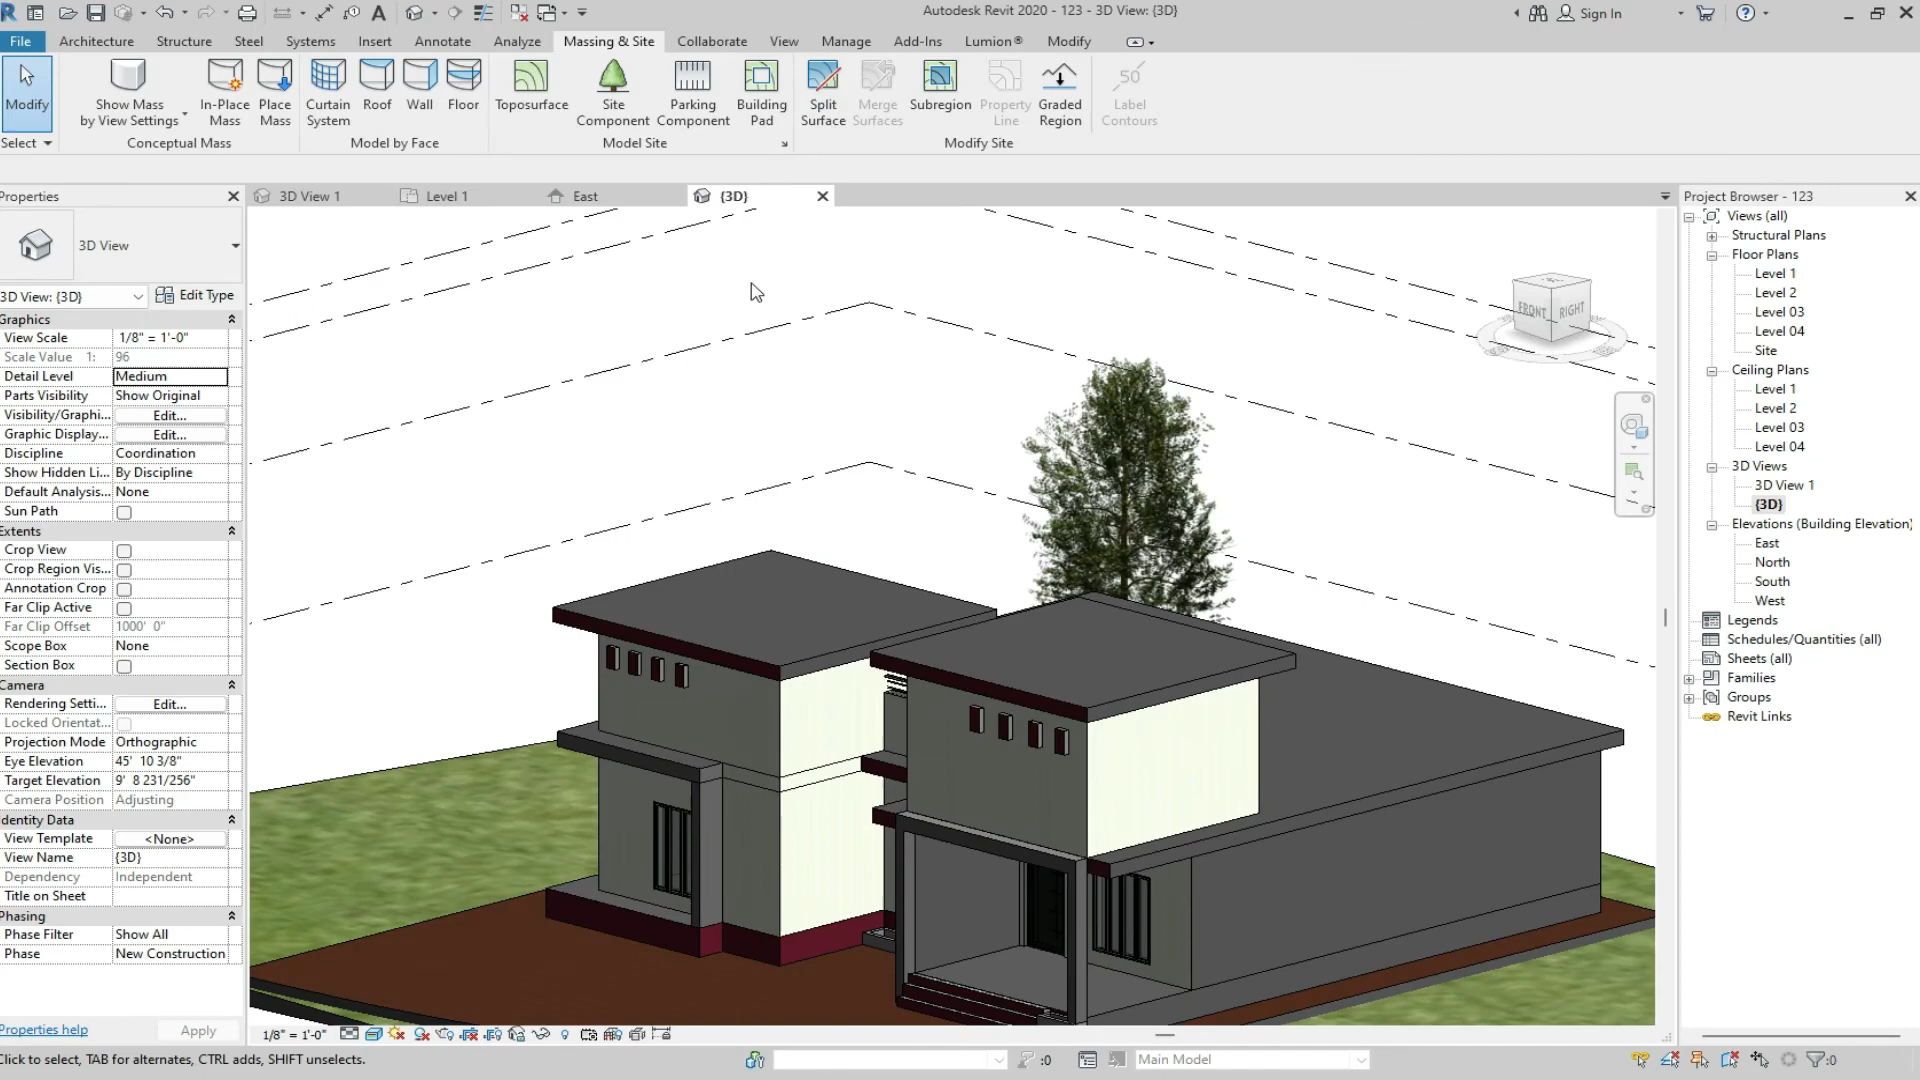 Autodesk Revit 2020 - 123 - 3D View: {3D}
Sign In
File Architecture Structure Steel Systems Insert Annotate Analyze Massing & Site Collaborate View Manage Add-Ins Lumion® Modify
Modify
Show Mass
by View Settings
In-Place
Mass
Place
Mass
Curtain
System
Roof
Wall
Floor
Toposurface
Site
Component
Parking
Component
Building
Pad
Split
Surface
Merge
Surfaces
Subregion
Property
Line
Graded
Region
50
Label
Contours
Select
Conceptual Mass
Model by Face
Model Site
Modify Site
Properties
3D View 1
Level 1
East
{3D}
Project Browser - 123
3D View
3D View: {3D}
Edit Type
Graphics
View Scale 1/8" = 1'-0"
Scale Value 1: 96
Detail Level Medium
Parts Visibility Show Original
Visibility/Graphi... Edit...
Graphic Display... Edit...
Discipline Coordination
Show Hidden Li... By Discipline
Default Analysis... None
Sun Path
Extents
Crop View
Crop Region Vis...
Annotation Crop
Far Clip Active
Far Clip Offset 1000' 0"
Scope Box None
Section Box
Camera
Rendering Setti... Edit...
Locked Orientat...
Projection Mode Orthographic
Eye Elevation 45' 10 3/8"
Target Elevation 9' 8 231/256"
Camera Position Adjusting
Identity Data
View Template <None>
View Name {3D}
Dependency Independent
Title on Sheet
Phasing
Phase Filter Show All
Phase New Construction
Properties help
Apply
FRONT
RIGHT
Views (all)
Structural Plans
Floor Plans
Level 1
Level 2
Level 03
Level 04
Site
Ceiling Plans
Level 1
Level 2
Level 03
Level 04
3D Views
3D View 1
{3D}
Elevations (Building Elevation)
East
North
South
West
Legends
Schedules/Quantities (all)
Sheets (all)
Families
Groups
Revit Links
1/8" = 1'-0"
Click to select, TAB for alternates, CTRL adds, SHIFT unselects.
:0
Main Model
:0